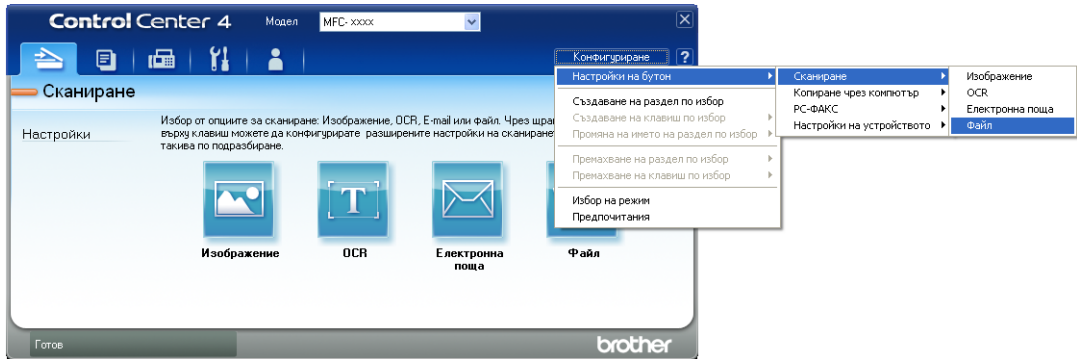 Control Center 4 Модел MFC- xxxx
Конфигуриране ?
Сканиране
Настройки
Избор от опциите за сканиране: Изображение, OCR, E-mail или Файл. Чрез
върху клавиш можете да конфигурирате разширените настройки на
такива по подразбиране.
Изображение
OCR
Електронна
поща
Файл
Настройки на бутон
Създаване на раздел по избор
Създаване на клавиш по избор
Промяна на името на раздел по избор
Премахване на раздел по избор
Премахване на клавиш по избор
Избор на режим
Предпочитания
Сканиране
Копиране чрез компютър
PC-ФАКС
Настройки на устройството
Изображение
OCR
Електронна поща
Файл
Готов
brother